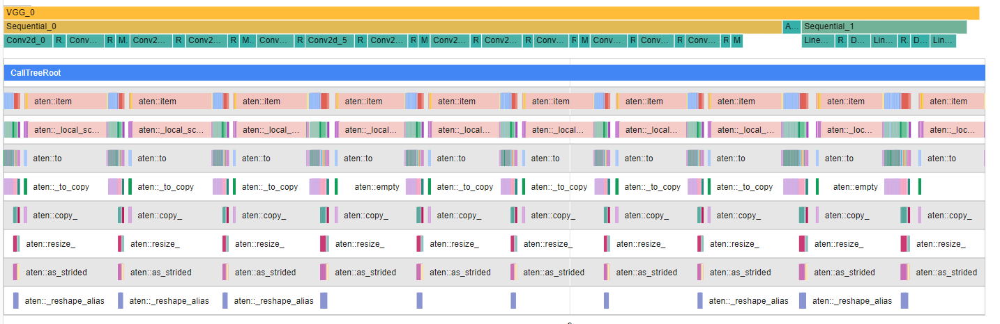 VGG_0
Sequential_0 A... Sequential_1
Conv2d_0 R Conv... R M. Conv2... R Conv2... R M. Conv... R Conv2d_5 R Conv2... R M Conv2... R Conv2... R Conv... F M Conv... R Conv... R Conv... R M Line... R D... Lin... R. D... Lin...
CallTreeRoot
aten::item aten::item aten::item aten::item aten::item aten::item aten::item aten::item aten::item aten::item
aten::_local_sc... aten::_local_sc... aten::_local_... aten::_local... aten::_local... aten::_local... aten::_local... aten::_local_... aten::_loc... aten::_loc...
aten::to aten::to aten::to aten::to aten::to aten::to aten::to aten::to aten::to aten::to
aten::_to_copy aten::_to_copy aten::_to_copy aten::empty aten::_to_copy aten::_to_copy aten::_to_copy aten::_to_copy aten::empty
aten::copy_ aten::copy_ aten::copy_ aten::copy_ aten::copy_ aten::copy_ aten::copy_ aten::copy_ aten::copy_ aten::copy_
aten::resize_ aten::resize_ aten::resize_ aten::resize_ aten::resize_ aten::resize_ aten::resize_ aten::resize_ aten::resize_ aten::resize_
aten::as_strided aten::as_strided aten::as_strided aten::as_strided aten::as_strided aten::as_strided aten::as_strided aten::as_strided aten::as_strided aten::as_strided
aten::_reshape_alias aten::_reshape_alias aten::_reshape_alias aten::_reshape_alias aten::_reshape_alias